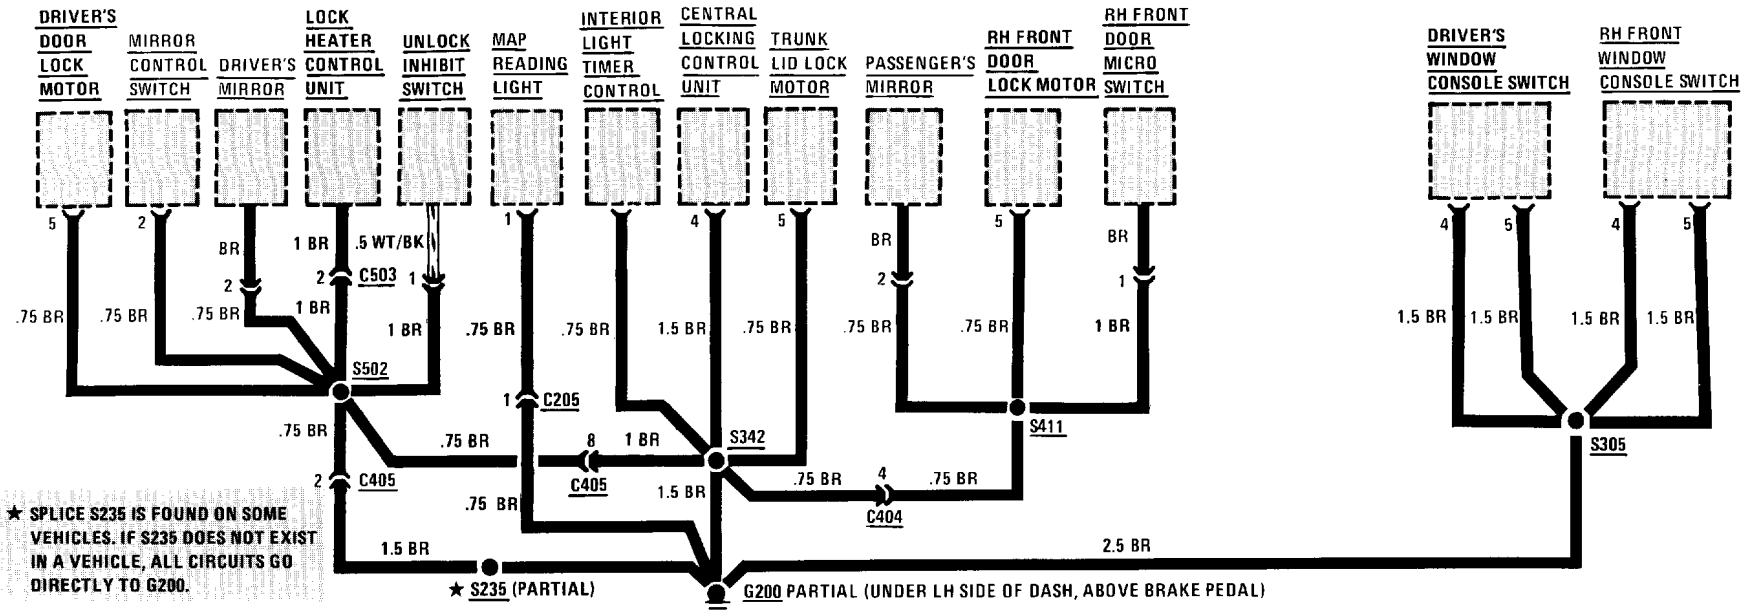 DRIVER'S
DOOR
LOCK
MOTOR
MIRROR
CONTROL
SWITCH
DRIVER'S
MIRROR
LOCK
HEATER
CONTROL
UNIT
UNLOCK
INHIBIT
SWITCH
MAP
READING
LIGHT
INTERIOR
LIGHT
TIMER
CONTROL
CENTRAL
LOCKING
CONTROL
UNIT
TRUNK
LID LOCK
MOTOR
PASSENGER'S
MIRROR
RH FRONT
DOOR
LOCK MOTOR
RH FRONT
DOOR
MICRO
SWITCH
DRIVER'S
WINDOW
CONSOLE SWITCH
RH FRONT
WINDOW
CONSOLE SWITCH
5
2
BR
1 BR
.5 WT/BK
1
4
5
BR
5
BR
4
5
4
5
2
2 C503
1
2
1
.75 BR
.75 BR
.75 BR
1 BR
1 BR
.75 BR
.75 BR
1.5 BR
.75 BR
.75 BR
.75 BR
1 BR
1.5 BR
1.5 BR
1.5 BR
1.5 BR
S502
1 C205
.75 BR
.75 BR
8
1 BR
S342
S411
S305
2 C405
C405
.75 BR
1.5 BR
.75 BR
4
.75 BR
C404
★ SPLICE S235 IS FOUND ON SOME
VEHICLES. IF S235 DOES NOT EXIST
IN A VEHICLE, ALL CIRCUITS GO
DIRECTLY TO G200.
1.5 BR
2.5 BR
★ S235 (PARTIAL)
G200 PARTIAL (UNDER LH SIDE OF DASH, ABOVE BRAKE PEDAL)